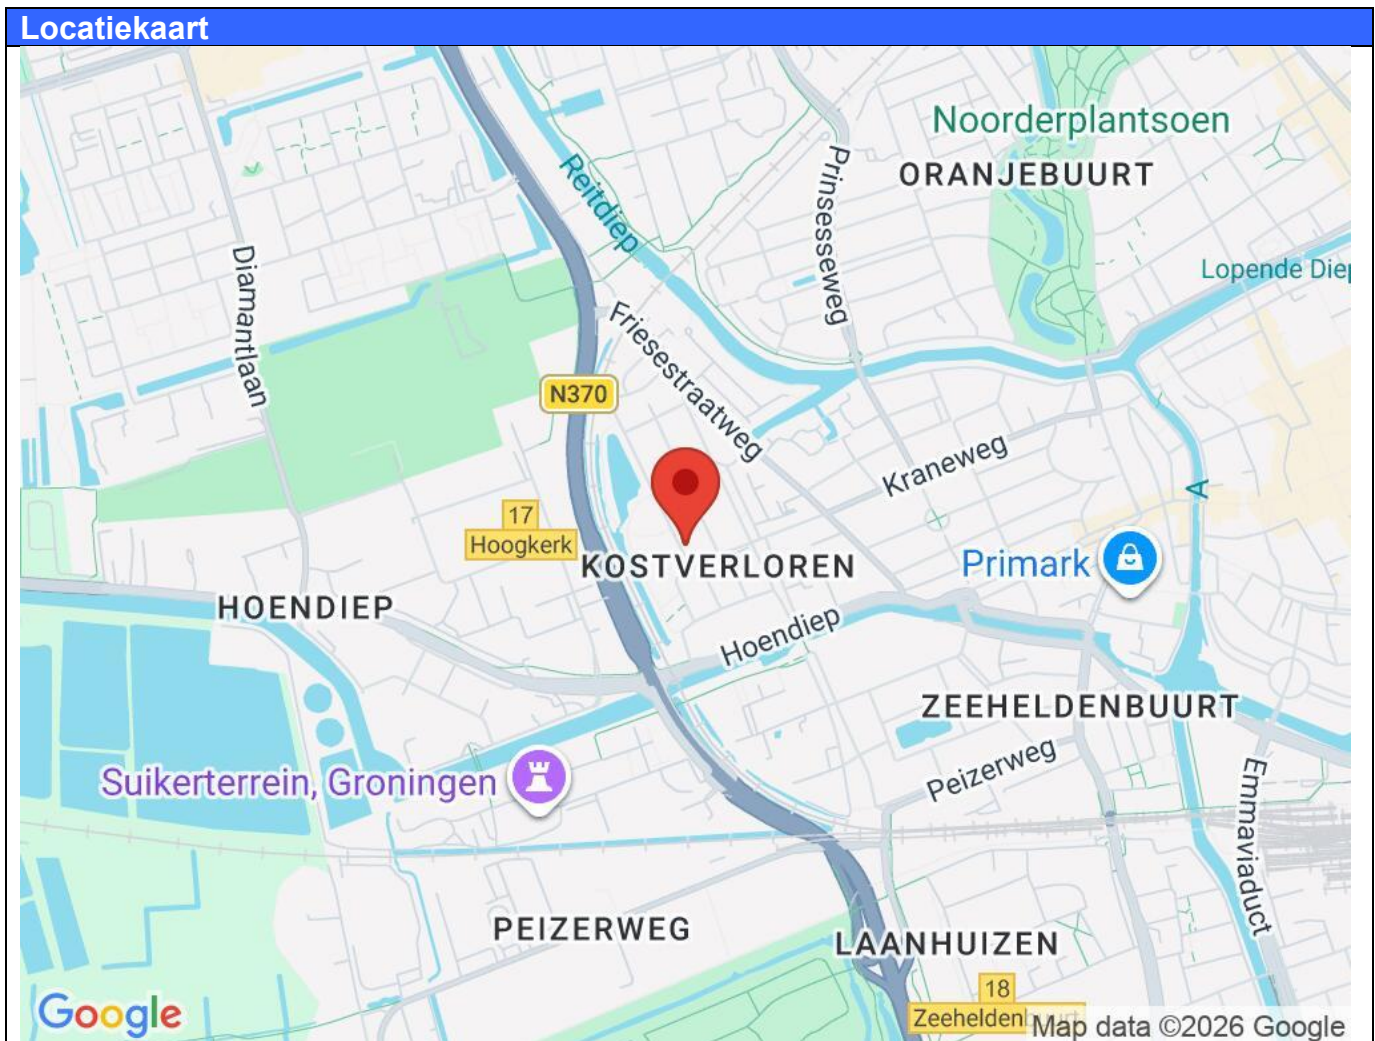 Locatiekaart
Noorderplantsoen
ORANJEBUURT
Prinsesseweg
Reitdiep
Lopende Diep
Diamantlaan
Friesestraatweg
N370
Kraneweg
A
17
Hoogkerk
KOSTVERLOREN
Primark
HOENDIEP
Hoendiep
ZEEHELDENBUURT
Peizerweg
Suikerterrein, Groningen
Emmaviaduct
PEIZERWEG
LAANHUIZEN
18
Zeehelden
Google
Map data ©2026 Google